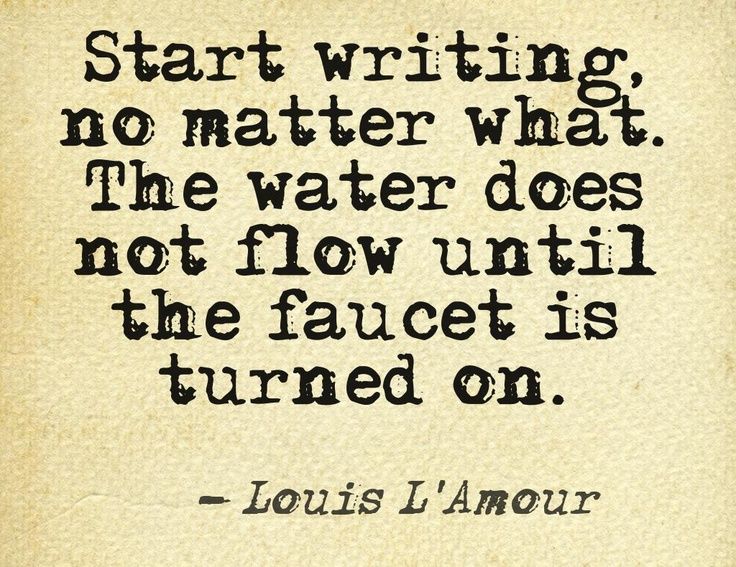 Start writing,
no matter what.
The water does
not flow until
the faucet is
turned on.
– Louis L'Amour